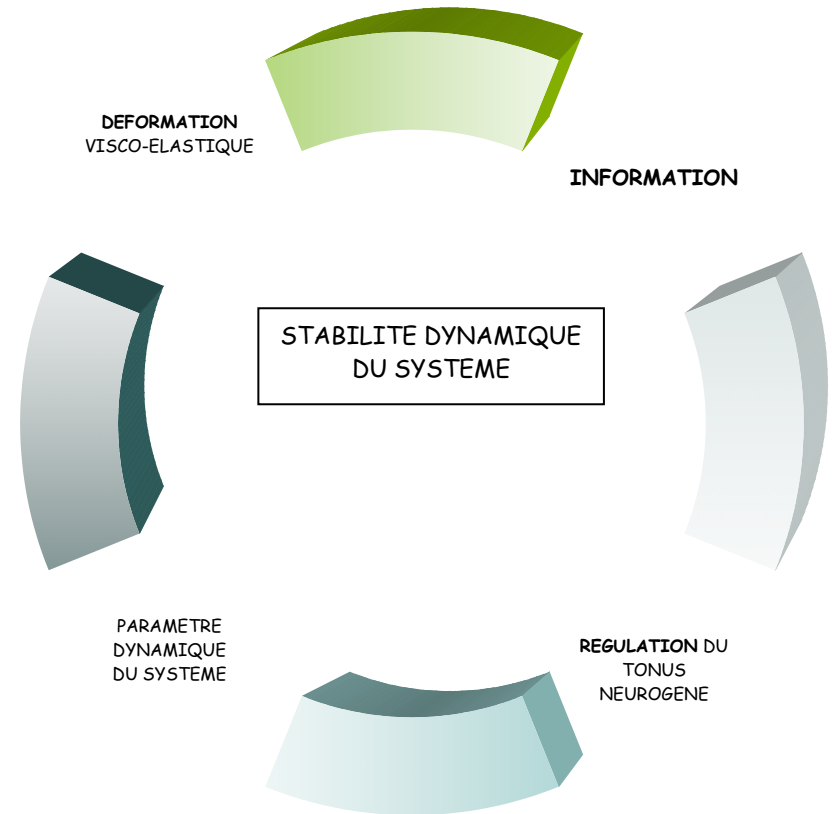 DEFORMATION
VISCO-ELASTIQUE
INFORMATION
STABILITE DYNAMIQUE
DU SYSTEME
PARAMETRE
DYNAMIQUE
DU SYSTEME
REGULATION DU
TONUS
NEUROGENE